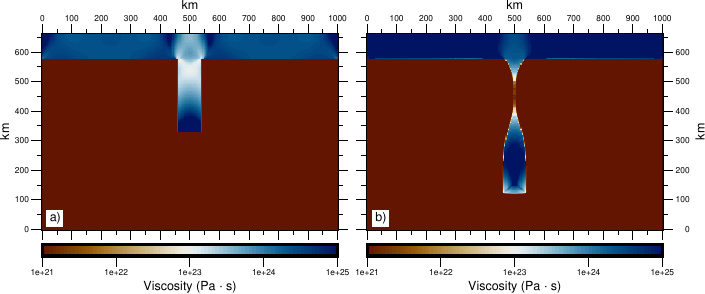 km km
0 100 200 300 400 500 600 700 800 900 1000 0 100 200 300 400 500 600 700 800 900 1000
600 600
500 500
400 400
km km
300 300
200 200
100 100
a) b)
0 0
1e+21 1e+22 1e+23 1e+24 1e+25 1e+21 1e+22 1e+23 1e+24 1e+25
Viscosity (Pa · s) Viscosity (Pa · s)